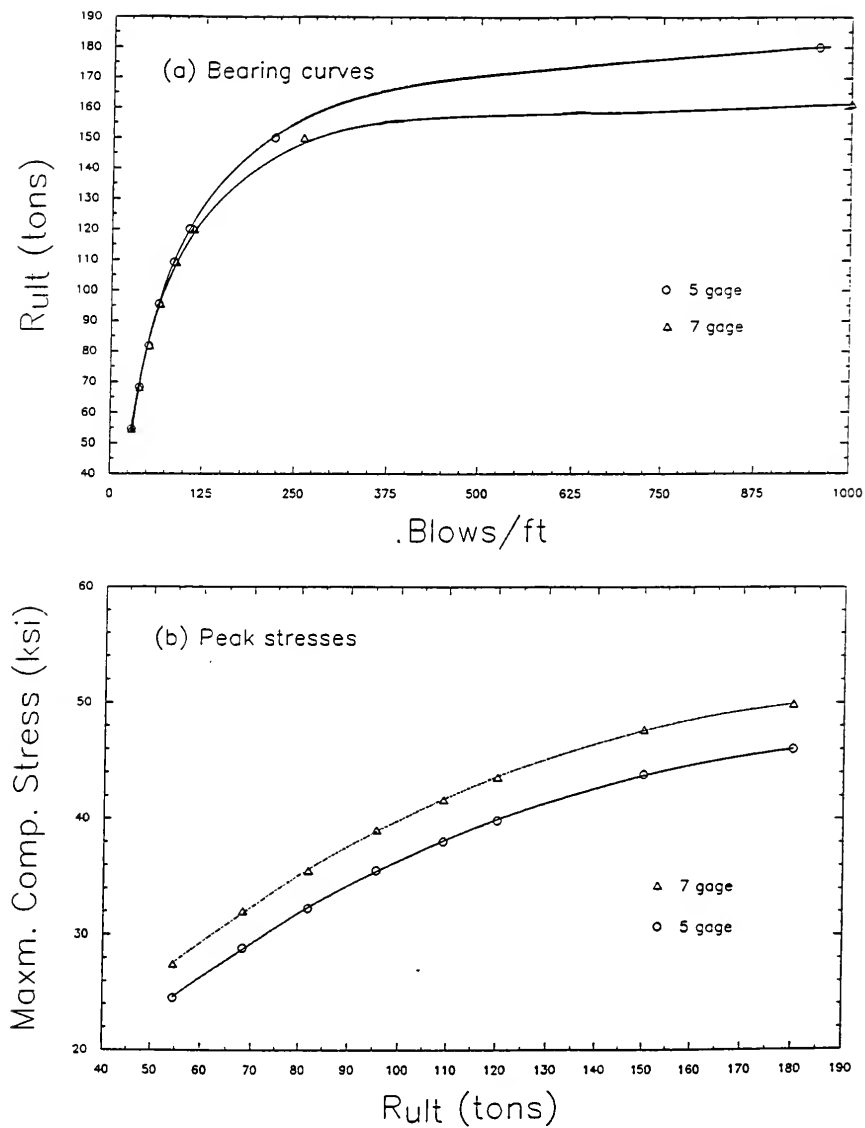 190
180
170
160
150
140
130
120
110
100
90
80
70
60
50
40
Rult (tons)
(a) Bearing curves
5 gage
7 gage
0 125 250 375 500 625 750 875 1000
.Blows/ft
60
50
40
30
20
Maxm. Comp. Stress (ksi)
(b) Peak stresses
7 gage
5 gage
40 50 60 70 80 90 100 110 120 130 140 150 160 170 180 190
Rult (tons)